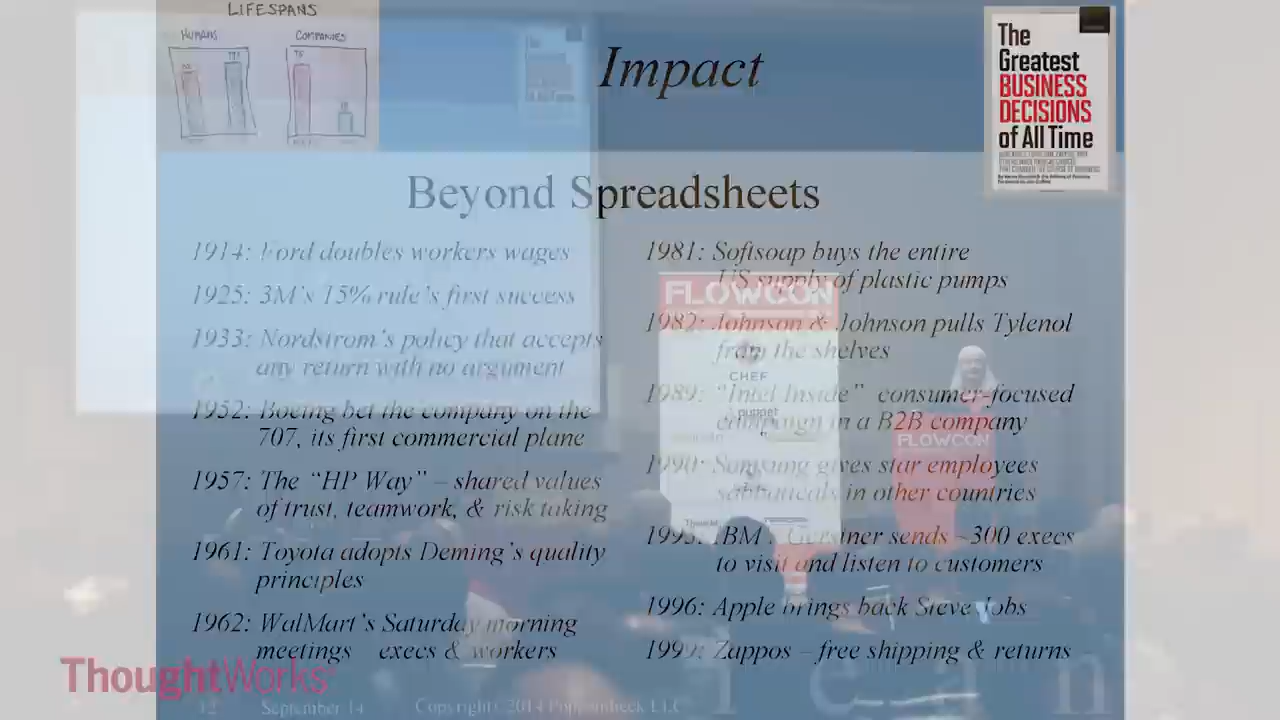 LIFESPANS
HUMANS
COMPANIES
Impact
The
Greatest
BUSINESS
DECISIONS
of All Time
Beyond Spreadsheets
1914: Ford doubles workers wages
1925: 3M's 15% rule's first success
1933: Nordstrom's policy that accepts
any return with no argument
1952: Boeing bet the company on the
707, its first commercial plane
1957: The “HP Way” – shared values
of trust, teamwork, & risk taking
1961: Toyota adopts Deming's quality
principles
1962: WalMart's Saturday morning
meetings execs & workers
1981: Softsoap buys the entire
US supply of plastic pumps
1982: Johnson & Johnson pulls Tylenol
from the shelves
1989: “Intel Inside” consumer-focused
campaign in a B2B company
1990: Samsung gives star employees
sabbaticals in other countries
1993: IBM's Gerstner sends ~300 execs
to visit and listen to customers
1996: Apple brings back Steve Jobs
1999: Zappos – free shipping & returns
FLOWCON
CHEF
puppet
FLOWCON
ThoughtWorks
12 September 14 Copyright©2014 Poppendieck LLC